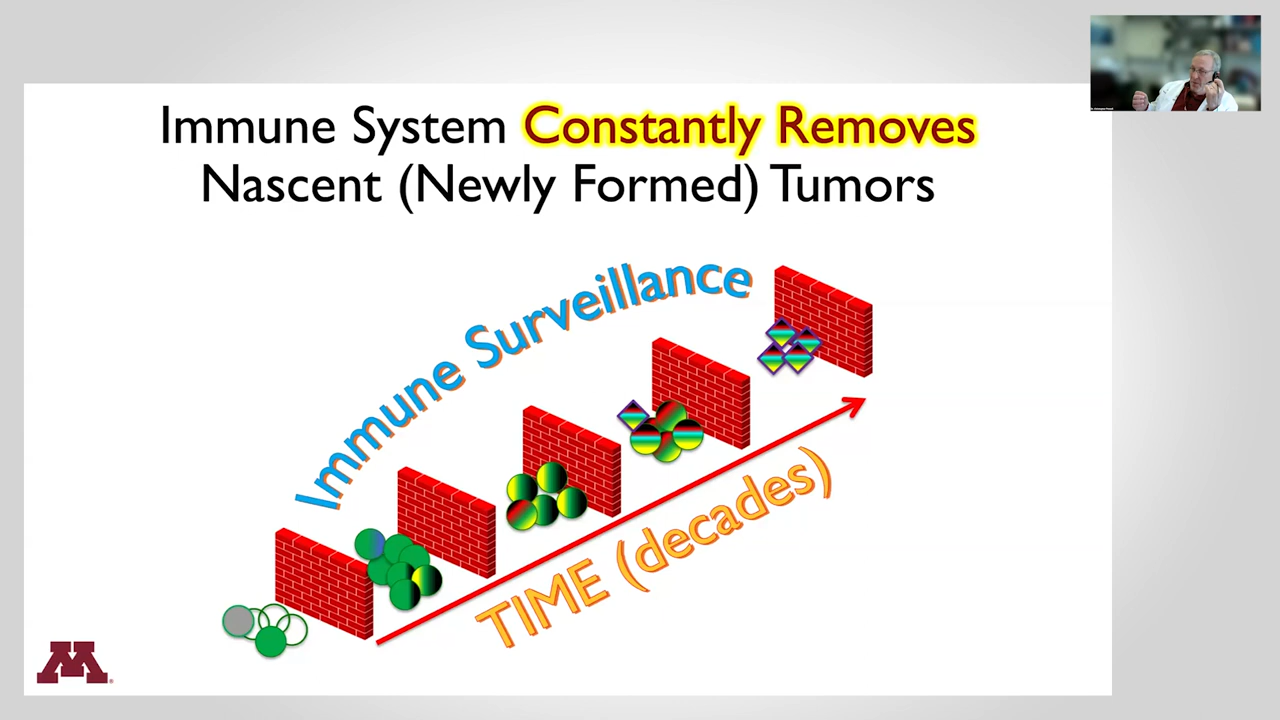 Immune System Constantly Removes
Nascent (Newly Formed) Tumors
Immune Surveillance
TIME (decades)
M